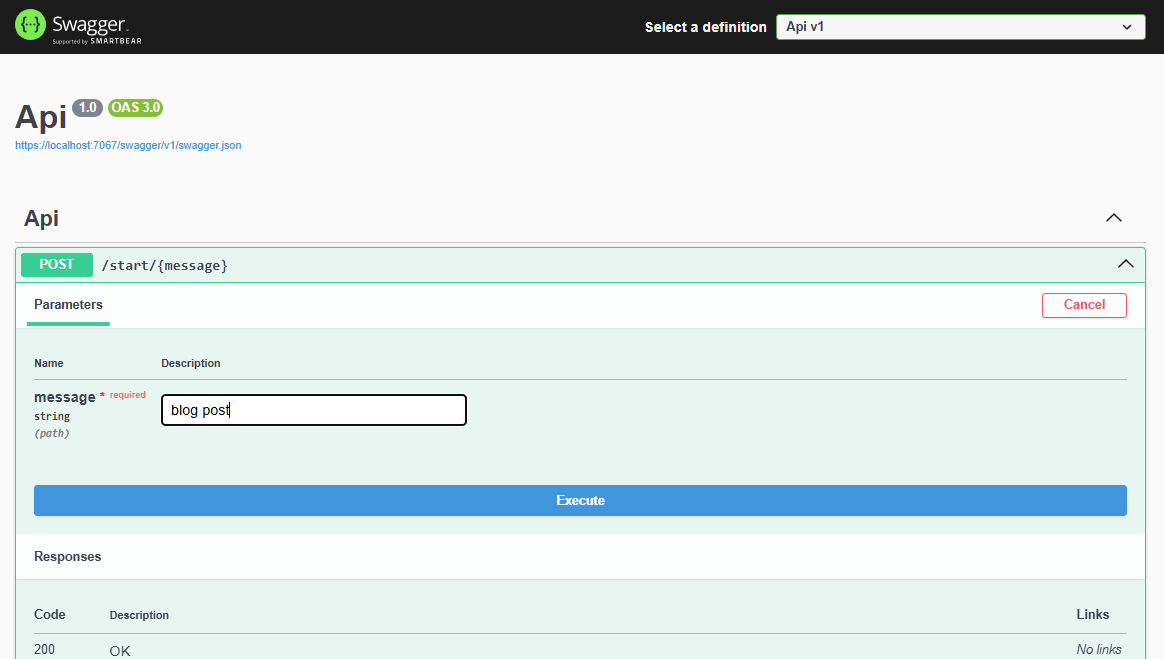 {··} Swagger.
Supported by SMARTBEAR
Select a definition Api v1
Api 1.0 OAS 3.0
https://localhost:7067/swagger/v1/swagger.json
Api
POST /start/{message}
Parameters Cancel
Name Description
message * required blog post
string
(path)
Execute
Responses
Code Description Links
200 OK No links